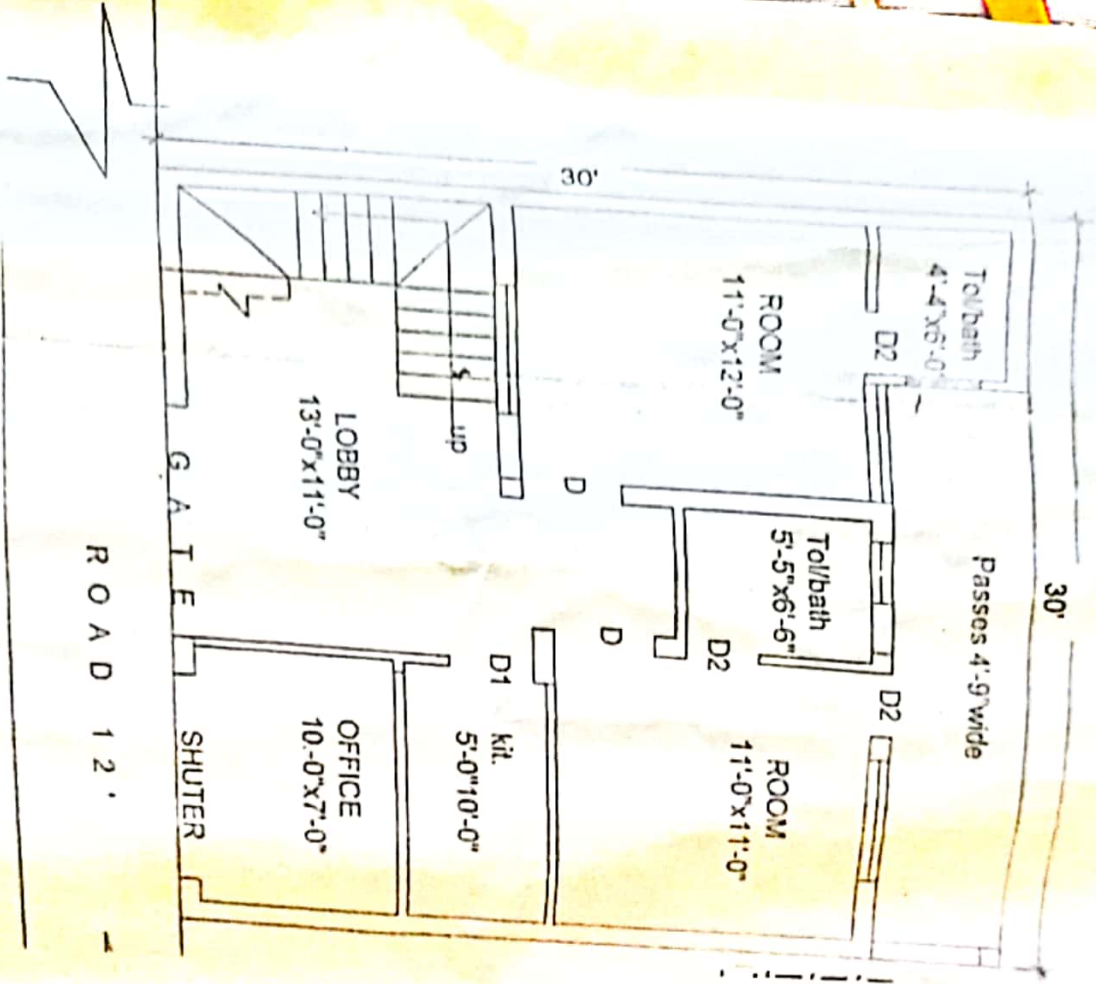 30'
30'
Tol/bath
4'-4"x6'-0"
Passes 4'-9"wide
D2
ROOM
11'-0"x12'-0"
D
Tol/bath
5'-5"x6'-6"
D2
D2
D
ROOM
11'-0"x11'-0"
up
LOBBY
13'-0"x11'-0"
D1
kit.
5'-0"10'-0"
OFFICE
10.-0"x7'-0"
GATE
SHUTER
ROAD 12'